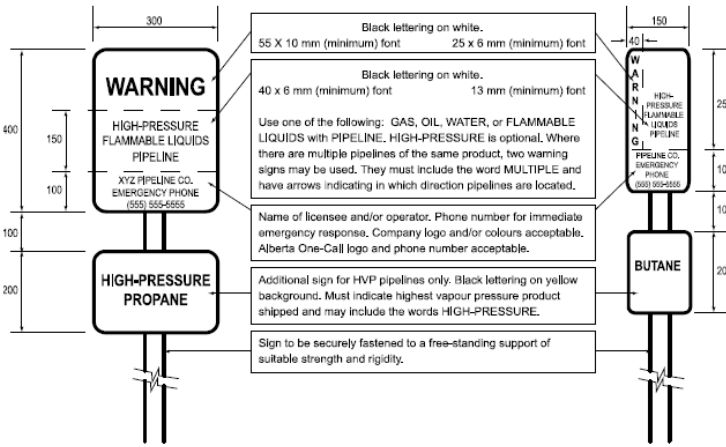 300
400
150
100
100
200
WARNING
HIGH-PRESSURE
FLAMMABLE LIQUIDS
PIPELINE
XYZ PIPELINE CO.
EMERGENCY PHONE
(555) 555-5555
HIGH-PRESSURE
PROPANE
Black lettering on white.
55 X 10 mm (minimum) font 25 x 6 mm (minimum) font
Black lettering on white.
40 x 6 mm (minimum) font 13 mm (minimum) font
Use one of the following: GAS, OIL, WATER, or FLAMMABLE
LIQUIDS with PIPELINE. HIGH-PRESSURE is optional. Where
there are multiple pipelines of the same product, two warning
signs may be used. They must include the word MULTIPLE and
have arrows indicating in which direction pipelines are located.
Name of licensee and/or operator. Phone number for immediate
emergency response. Company logo and/or colours acceptable.
Alberta One-Call logo and phone number acceptable.
Additional sign for HVP pipelines only. Black lettering on yellow
background. Must indicate highest vapour pressure product
shipped and may include the words HIGH-PRESSURE.
Sign to be securely fastened to a free-standing support of
suitable strength and rigidity.
150
40
WARNING
HIGH-
PRESSURE
FLAMMABLE
LIQUIDS
PIPELINE
PIPELINE CO.
EMERGENCY
PHONE
(555) 555-5555
BUTANE